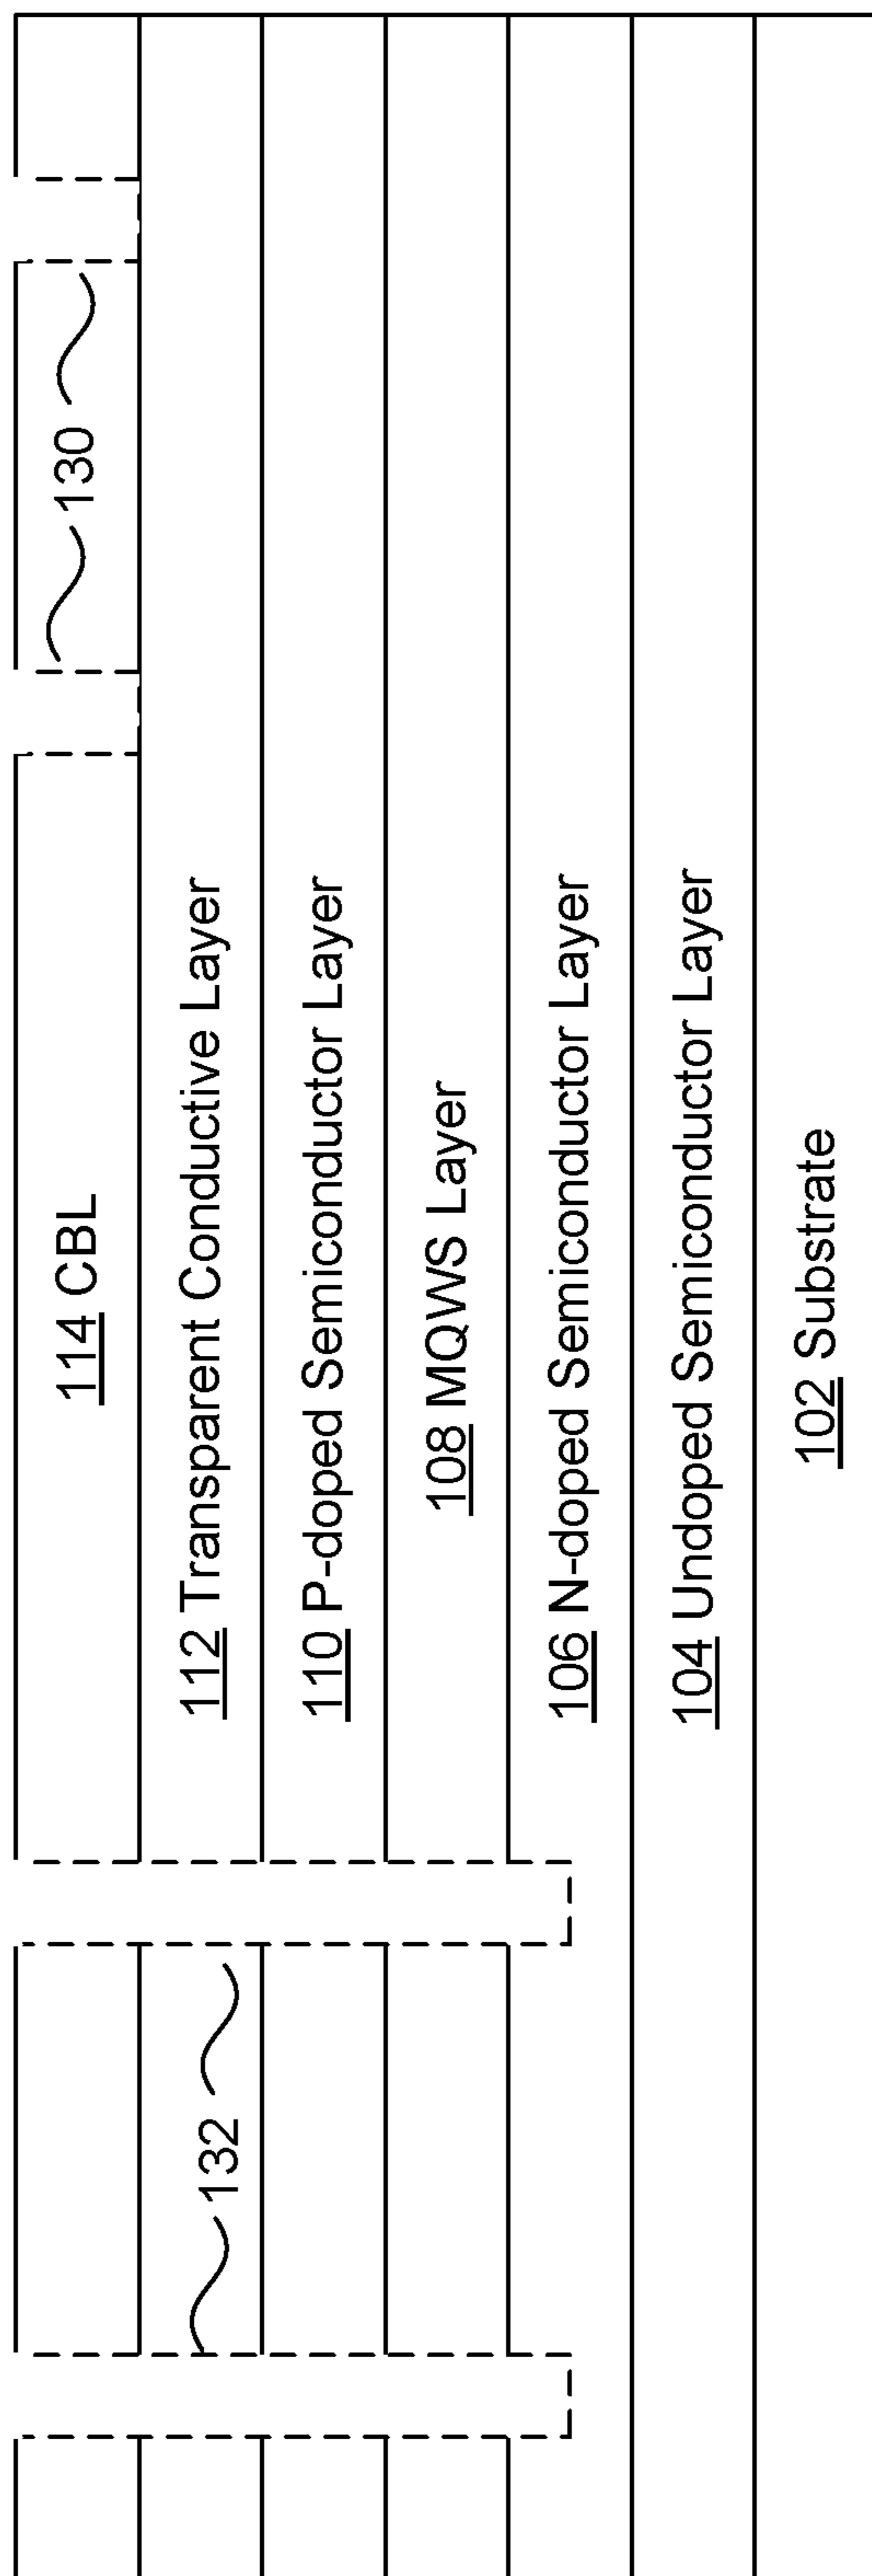 130
114 CBL
112 Transparent Conductive Layer
110 P-doped Semiconductor Layer
108 MQWS Layer
106 N-doped Semiconductor Layer
104 Undoped Semiconductor Layer
102 Substrate
132